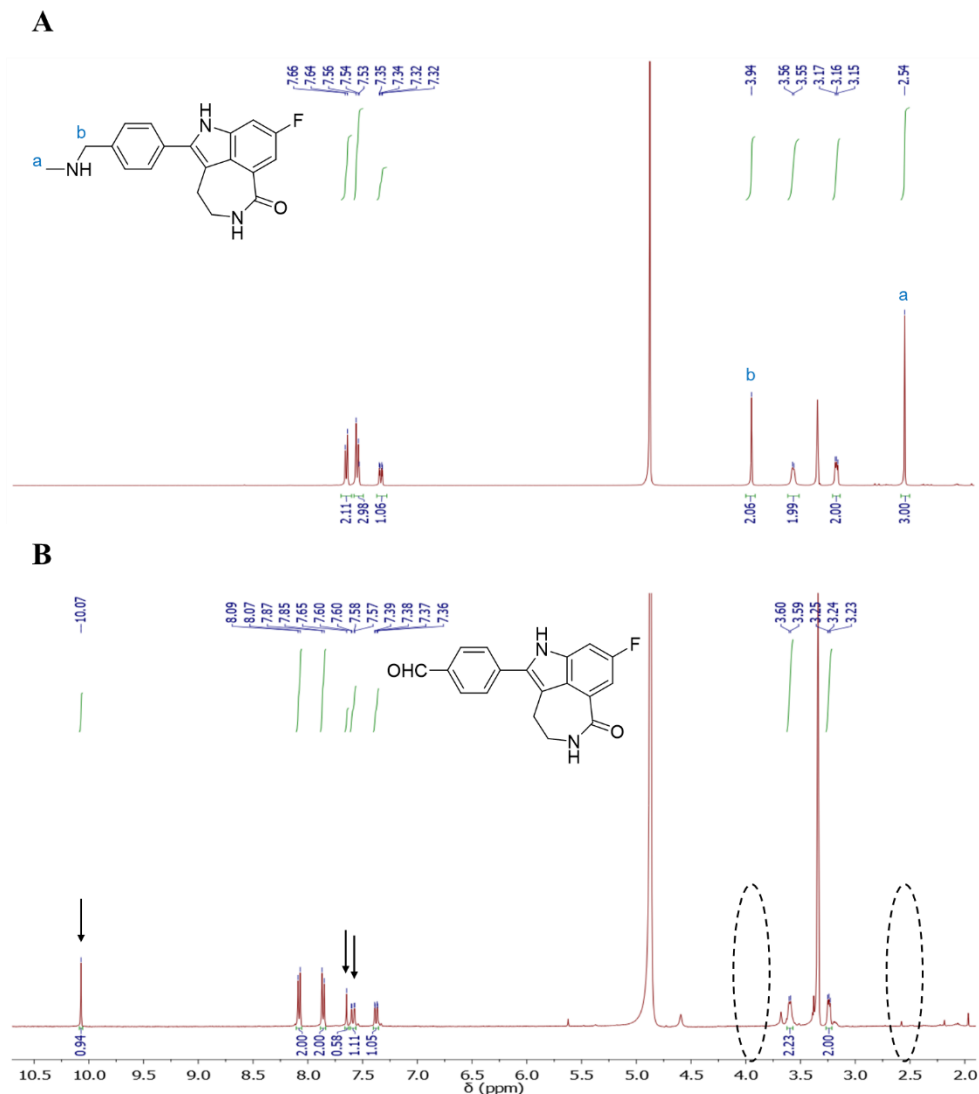 A
7.66 7.64 7.56 7.54 7.53 7.35 7.34 7.32 7.32 3.94 3.56 3.55 3.17 3.16 3.15 2.54
b
a
NH
H
N
F
O
N
H
a
b
2.11 2.98 1.06 2.06 1.99 2.00 3.00
B
10.07 8.09 8.07 7.87 7.85 7.65 7.60 7.60 7.58 7.57 7.39 7.38 7.37 7.36 3.60 3.59 3.25 3.24 3.23
H
N
F
OHC
O
N
H
0.94 2.00 2.00 0.58 1.11 1.05 2.23 2.00
10.5 10.0 9.5 9.0 8.5 8.0 7.5 7.0 6.5 6.0 5.5 5.0 4.5 4.0 3.5 3.0 2.5 2.0
δ (ppm)